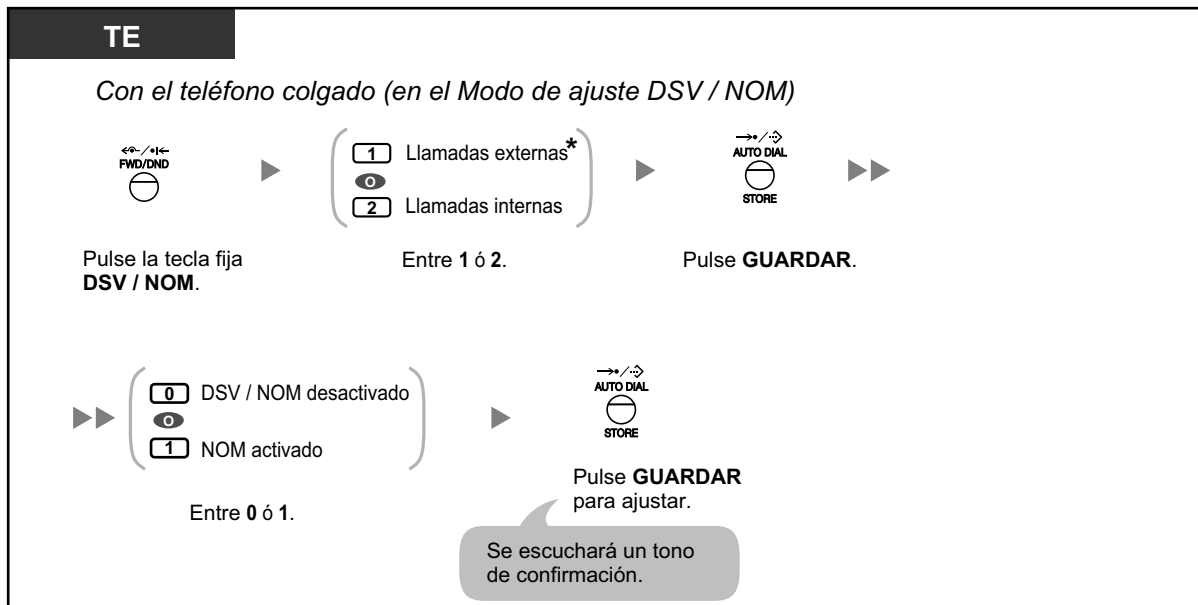 TE
Con el teléfono colgado (en el Modo de ajuste DSV / NOM)
FWD/DND
1 Llamadas externas*
O
2 Llamadas internas
AUTO DIAL
STORE
Pulse la tecla fija
DSV / NOM.
Entre 1 ó 2.
Pulse GUARDAR.
0 DSV / NOM desactivado
O
1 NOM activado
AUTO DIAL
STORE
Entre 0 ó 1.
Pulse GUARDAR
para ajustar.
Se escuchará un tono
de confirmación.